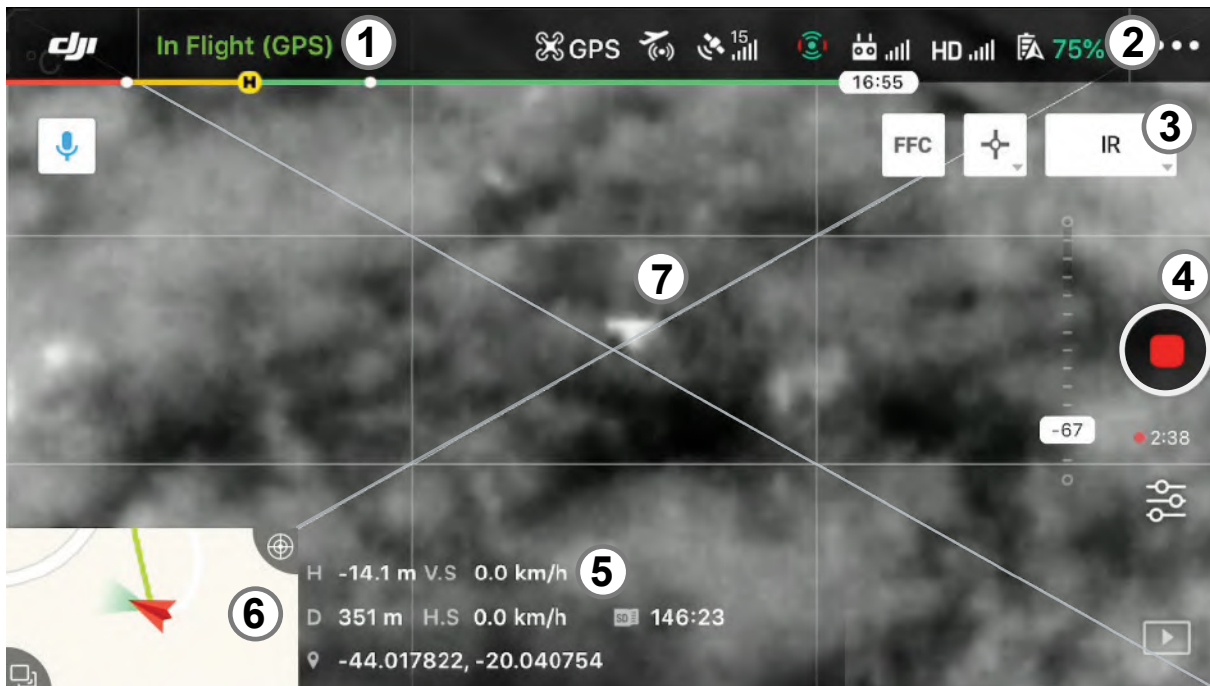 dji In Flight (GPS) 1 GPS 15 HD 75% 2
H 16:55
FFC IR 3
7
4
-67 2:38
H -14.1 m V.S 0.0 km/h 5
6 D 351 m H.S 0.0 km/h SD 146:23
-44.017822, -20.040754